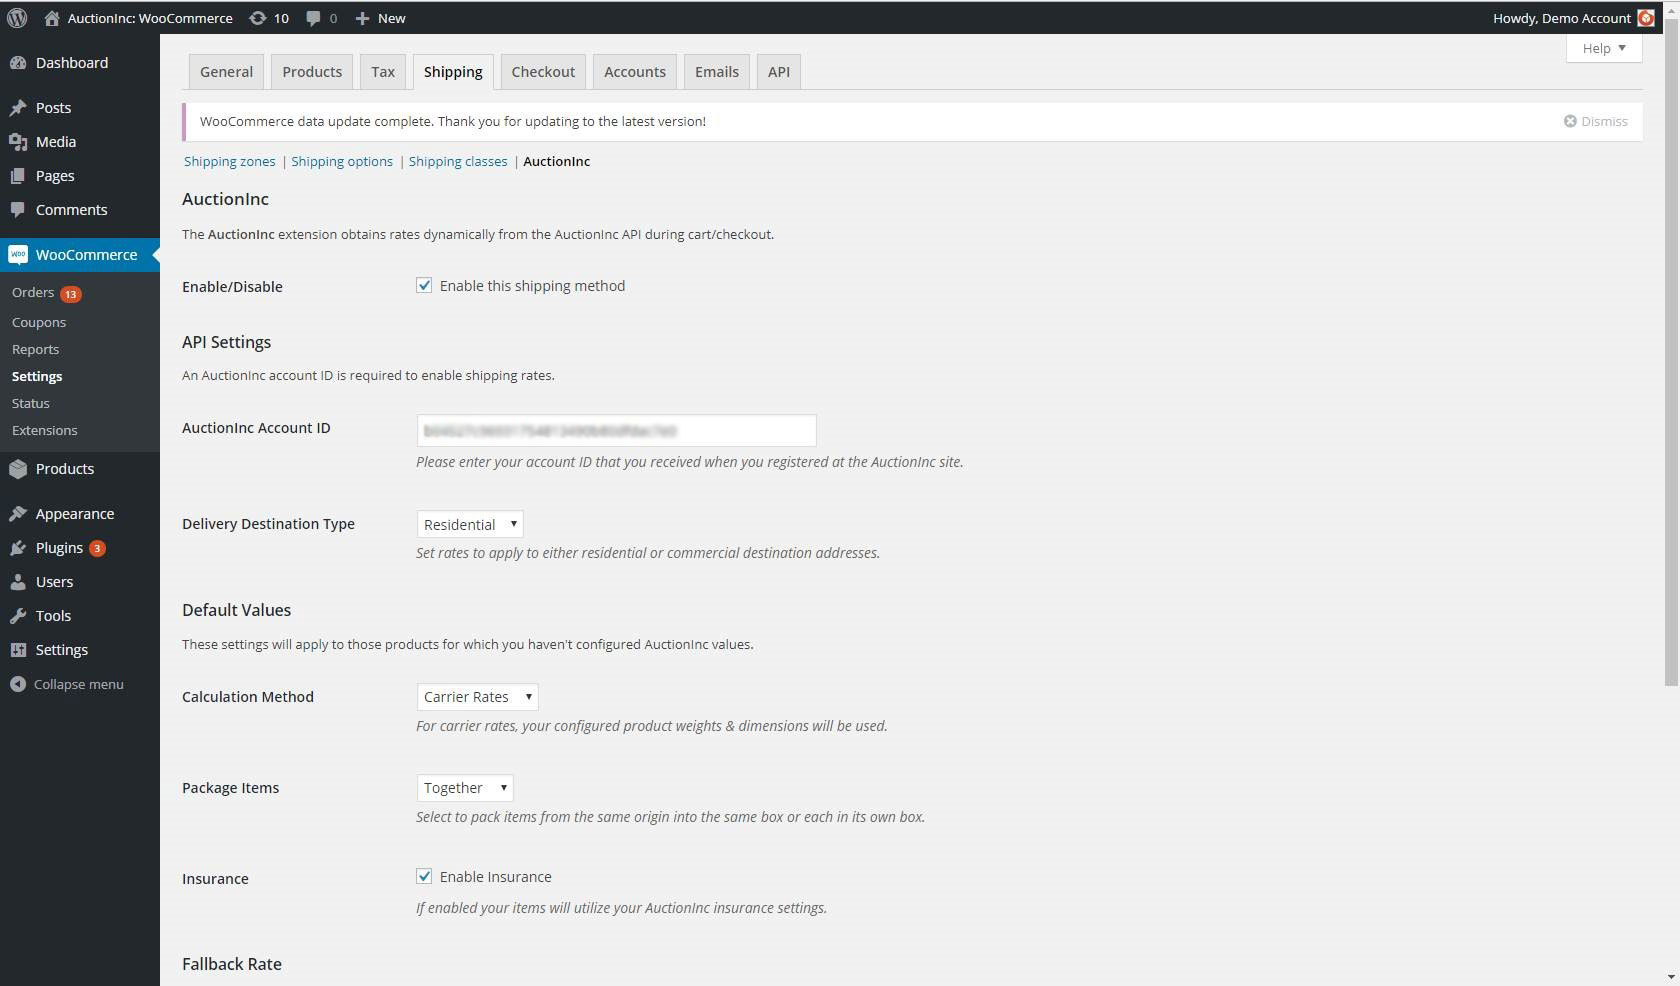 AuctionInc: WooCommerce 10 0 New
Howdy, Demo Account
Help
Dashboard
Posts
Media
Pages
Comments
WooCommerce
Orders 13
Coupons
Reports
Settings
Status
Extensions
Products
Appearance
Plugins 3
Users
Tools
Settings
Collapse menu
General Products Tax Shipping Checkout Accounts Emails API
WooCommerce data update complete. Thank you for updating to the latest version!
Dismiss
Shipping zones | Shipping options | Shipping classes | AuctionInc
AuctionInc
The AuctionInc extension obtains rates dynamically from the AuctionInc API during cart/checkout.
Enable/Disable
Enable this shipping method
API Settings
An AuctionInc account ID is required to enable shipping rates.
AuctionInc Account ID
Please enter your account ID that you received when you registered at the AuctionInc site.
Delivery Destination Type
Residential
Set rates to apply to either residential or commercial destination addresses.
Default Values
These settings will apply to those products for which you haven't configured AuctionInc values.
Calculation Method
Carrier Rates
For carrier rates, your configured product weights & dimensions will be used.
Package Items
Together
Select to pack items from the same origin into the same box or each in its own box.
Insurance
Enable Insurance
If enabled your items will utilize your AuctionInc insurance settings.
Fallback Rate